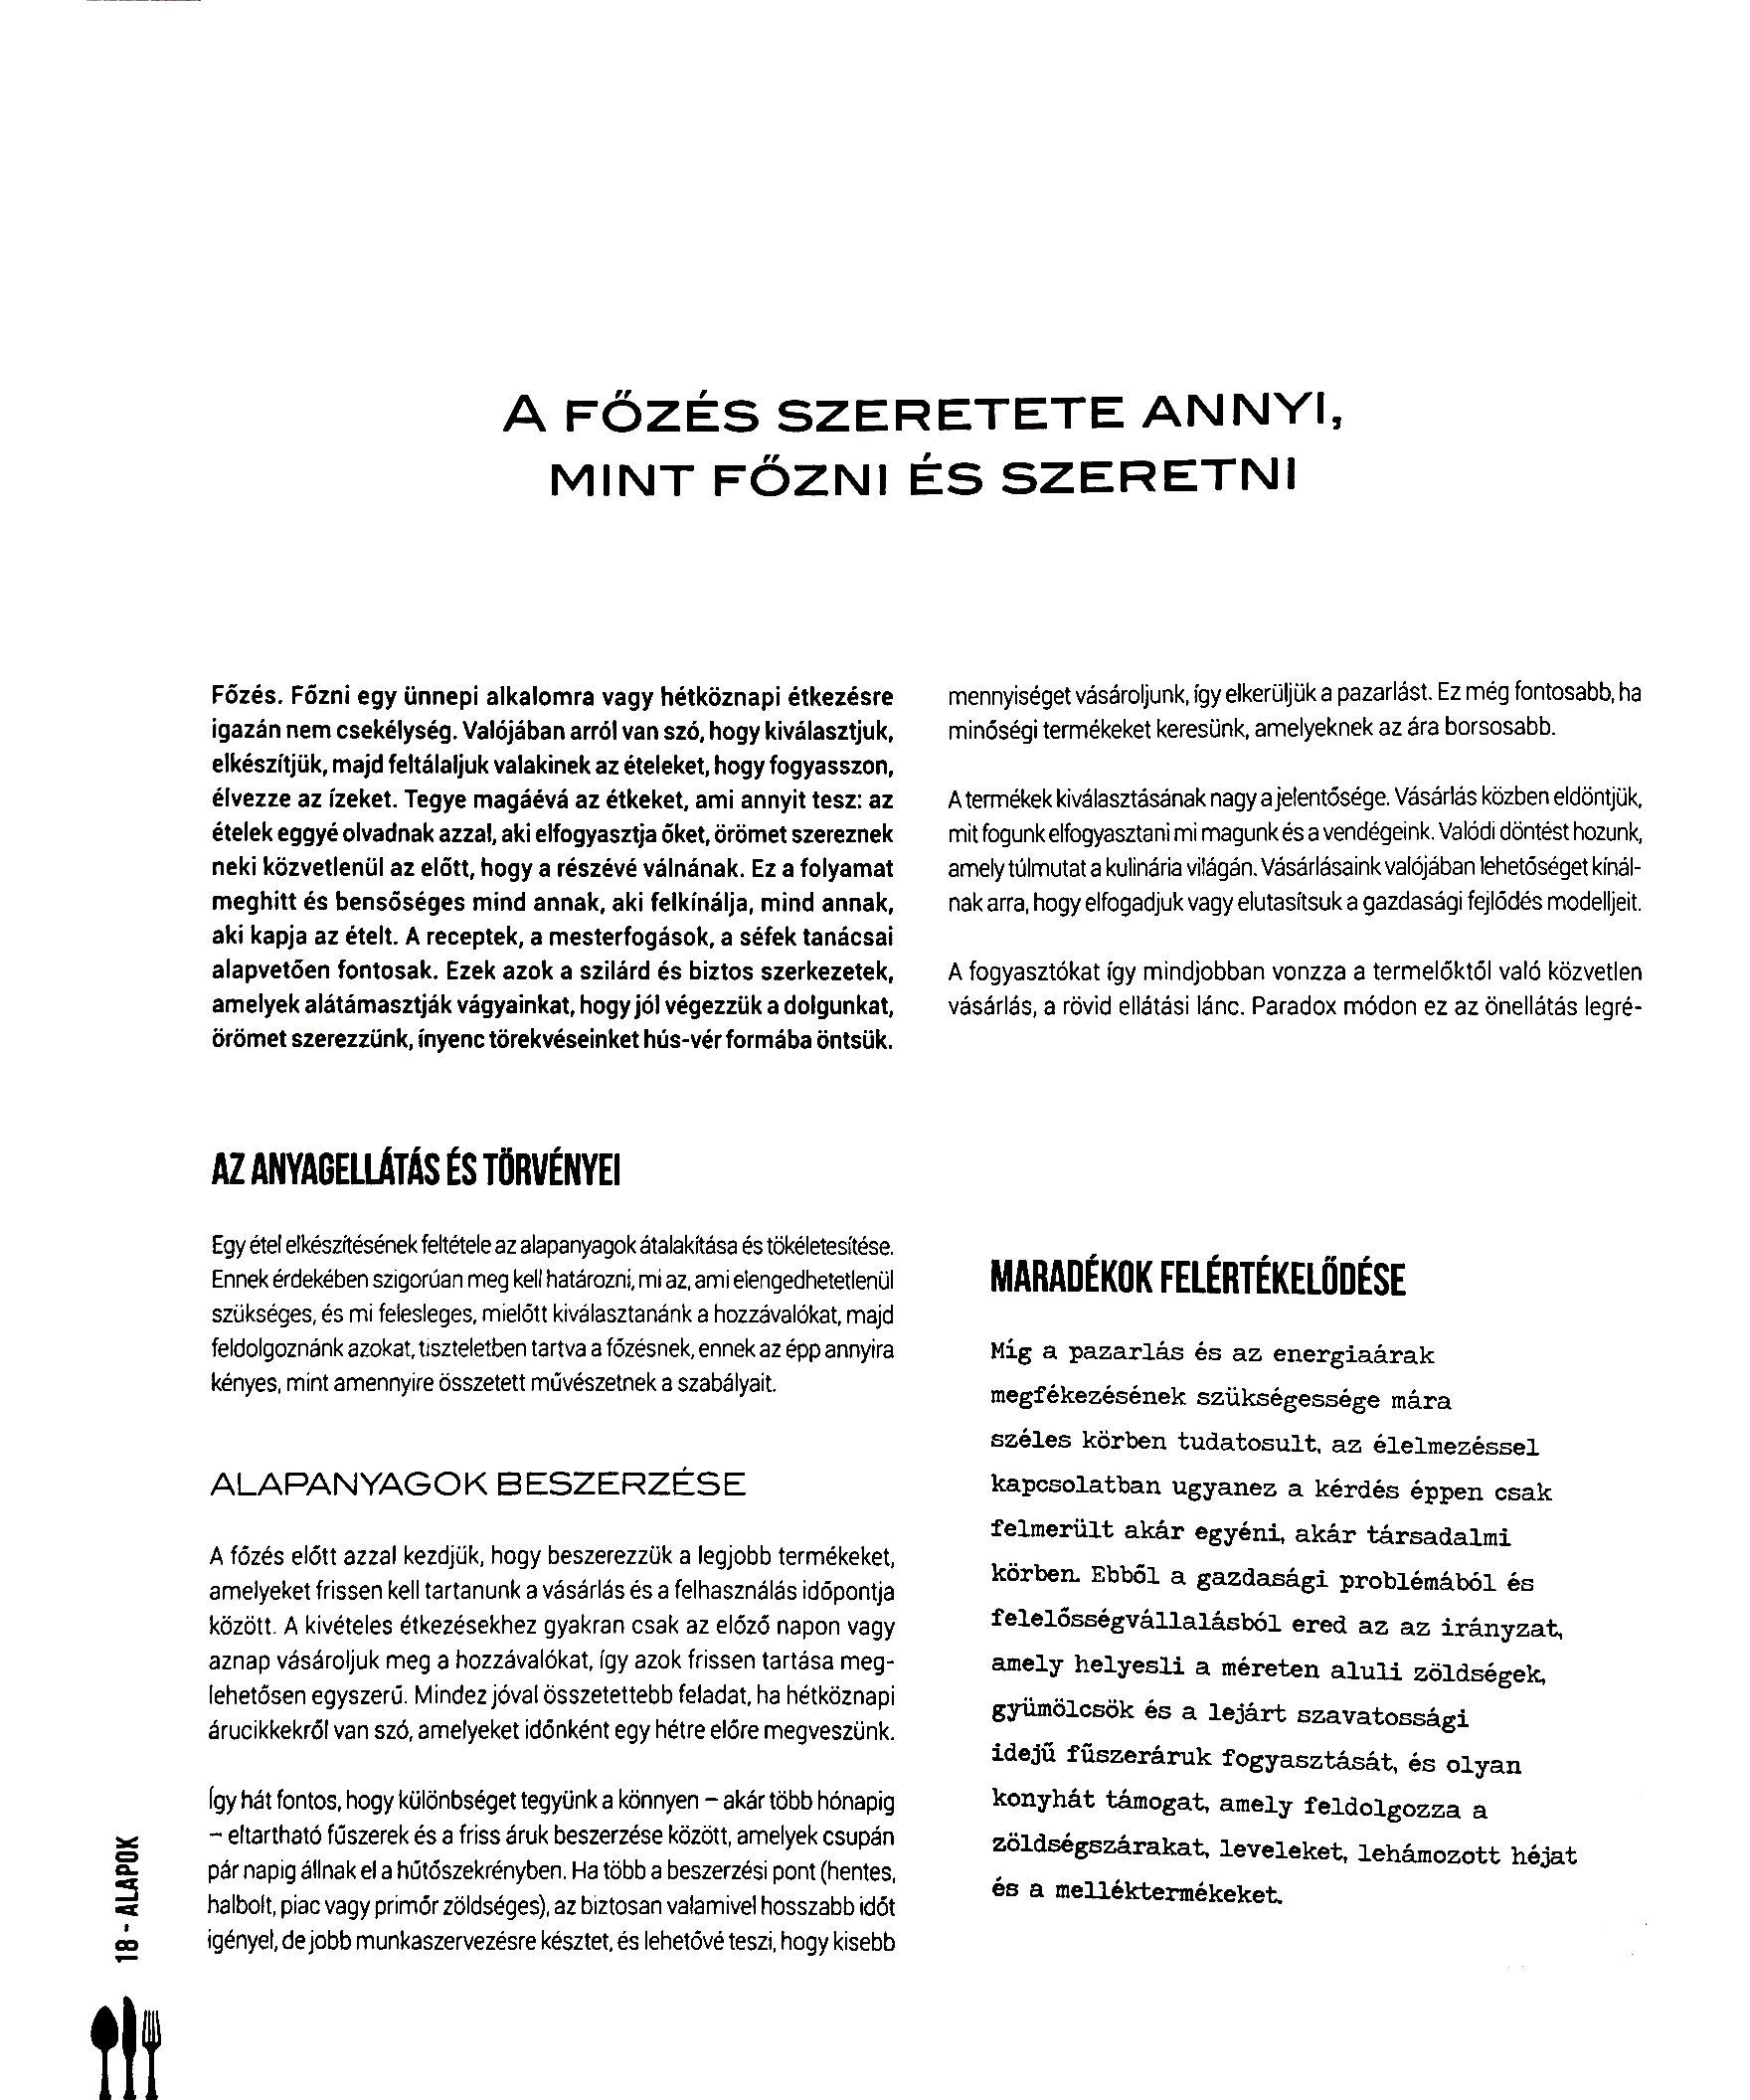 A FŐZÉS SZERETETE ANNYI,
MINT FŐZNI ÉS SZERETNI
Főzés. Főzni egy ünnepi alkalomra vagy hétköznapi étkezésre
igazán nem csekélység. Valójában arról van szó, hogy kiválasztjuk,
elkészítjük, majd feltálaljuk valakinek az ételeket, hogy fogyasszon,
élvezze az ízeket. Tegye magáévá az étkeket, ami annyit tesz: az
ételek eggyé olvadnak azzal, aki elfogyasztja őket, örömet szereznek
neki közvetlenül az előtt, hogy a részévé válnának. Ez a folyamat
meghitt és bensőséges mind annak, aki felkínálja, mind annak,
aki kapja az ételt. A receptek, a mesterfogások, a séfek tanácsai
alapvetően fontosak. Ezek azok a szilárd és biztos szerkezetek,
amelyek alátámasztják vágyainkat, hogy jól végezzük a dolgunkat,
örömet szerezzünk, ínyenc törekvéseinket hús-vér formába öntsük.
AZ ANYAGELLÁTÁS ÉS TÖRVÉNYEI
Egy étel elkészítésének feltétele az alapanyagok átalakítása és tökéletesítése.
Ennek érdekében szigorúan meg kell határozni, mi az, ami elengedhetetlenül
szükséges, és mi felesleges, mielőtt kiválasztanánk a hozzávalókat, majd
feldolgoznánk azokat, tiszteletben tartva a főzésnek, ennek az épp annyira
kényes, mint amennyire összetett művészetnek a szabályait.
ALAPANYAGOK BESZERZÉSE
A főzés előtt azzal kezdjük, hogy beszerezzük a legjobb termékeket,
amelyeket frissen kell tartanunk a vásárlás és a felhasználás időpontja
között. A kivételes étkezésekhez gyakran csak az előző napon vagy
aznap vásároljuk meg a hozzávalókat, így azok frissen tartása meg-
lehetősen egyszerű. Mindez jóval összetettebb feladat, ha hétköznapi
árucikkekről van szó, amelyeket időnként egy hétre előre megveszünk.
Így hát fontos, hogy különbséget tegyünk a könnyen – akár több hónapig
– eltartható fűszerek és a friss áruk beszerzése között, amelyek csupán
pár napig állnak el a hűtőszekrényben. Ha több a beszerzési pont (hentes,
halbolt, piac vagy primőr zöldséges), az biztosan valamivel hosszabb időt
igényel, de jobb munkaszervezésre késztet, és lehetővé teszi, hogy kisebb
mennyiséget vásároljunk, így elkerüljük a pazarlást. Ez még fontosabb, ha
minőségi termékeket keresünk, amelyeknek az ára borsosabb.
A termékek kiválasztásának nagy a jelentősége. Vásárlás közben eldöntjük,
mit fogunk elfogyasztani mi magunk és a vendégeink. Valódi döntést hozunk,
amely túlmutat a kulinária világán. Vásárlásaink valójában lehetőséget kínál-
nak arra, hogy elfogadjuk vagy elutasítsuk a gazdasági fejlődés modelljeit.
A fogyasztókat így mindjobban vonzza a termelőktől való közvetlen
vásárlás, a rövid ellátási lánc. Paradox módon ez az önellátás legré-
MARADÉKOK FELÉRTÉKELŐDÉSE
Míg a pazarlás és az energiaárak
megfékezésének szükségessége mára
széles körben tudatosult, az élelmezéssel
kapcsolatban ugyanez a kérdés éppen csak
felmerült akár egyéni, akár társadalmi
körben. Ebből a gazdasági problémából és
felelősségvállalásból ered az az irányzat,
amely helyesli a méreten aluli zöldségek,
gyümölcsök és a lejárt szavatossági
idejű fűszeráruk fogyasztását, és olyan
konyhát támogat, amely feldolgozza a
zöldségszárakat, leveleket, lehámozott héjat
és a melléktermékeket.
18 - ALAPOK